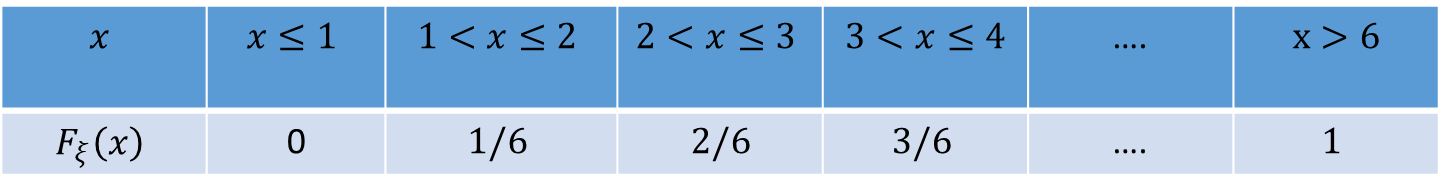 x x ≤ 1 1 < x ≤ 2 2 < x ≤ 3 3 < x ≤ 4 .... x > 6
F_ξ(x) 0 1/6 2/6 3/6 .... 1